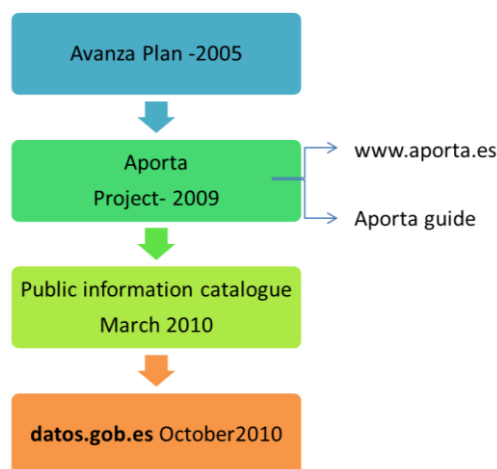 Avanza Plan -2005
Aporta
Project- 2009
www.aporta.es
Aporta guide
Public information catalogue
March 2010
datos.gob.es October2010